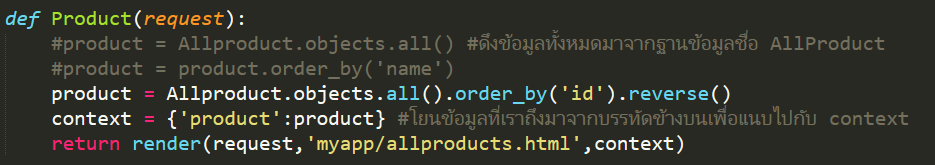 def Product(request):
#product = Allproduct.objects.all() #ดึงข้อมูลทั้งหมดมาจากฐานข้อมูลชื่อ AllProduct
#product = product.order_by('name')
product = Allproduct.objects.all().order_by('id').reverse()
context = {'product':product} #โยนข้อมูลที่เราถึงมาจากบรรทัดข้างบนเพื่อแนบไปกับ context
return render(request,'myapp/allproducts.html',context)